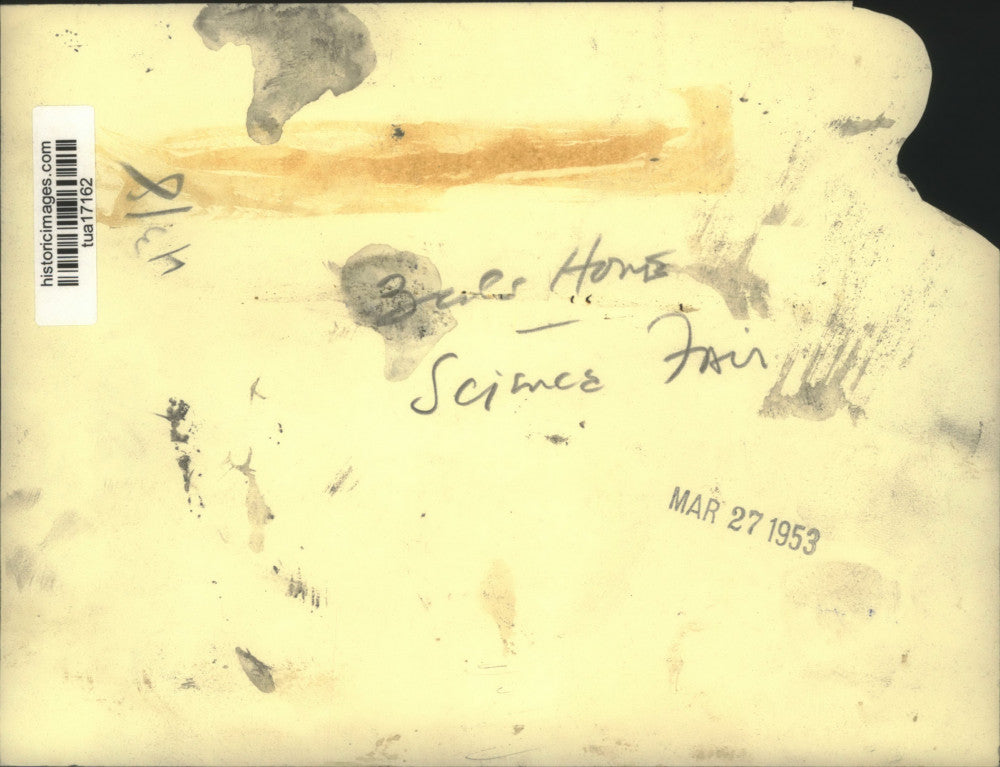 historicimages.com
tua17162
Home
Science Fair
MAR 27 1953